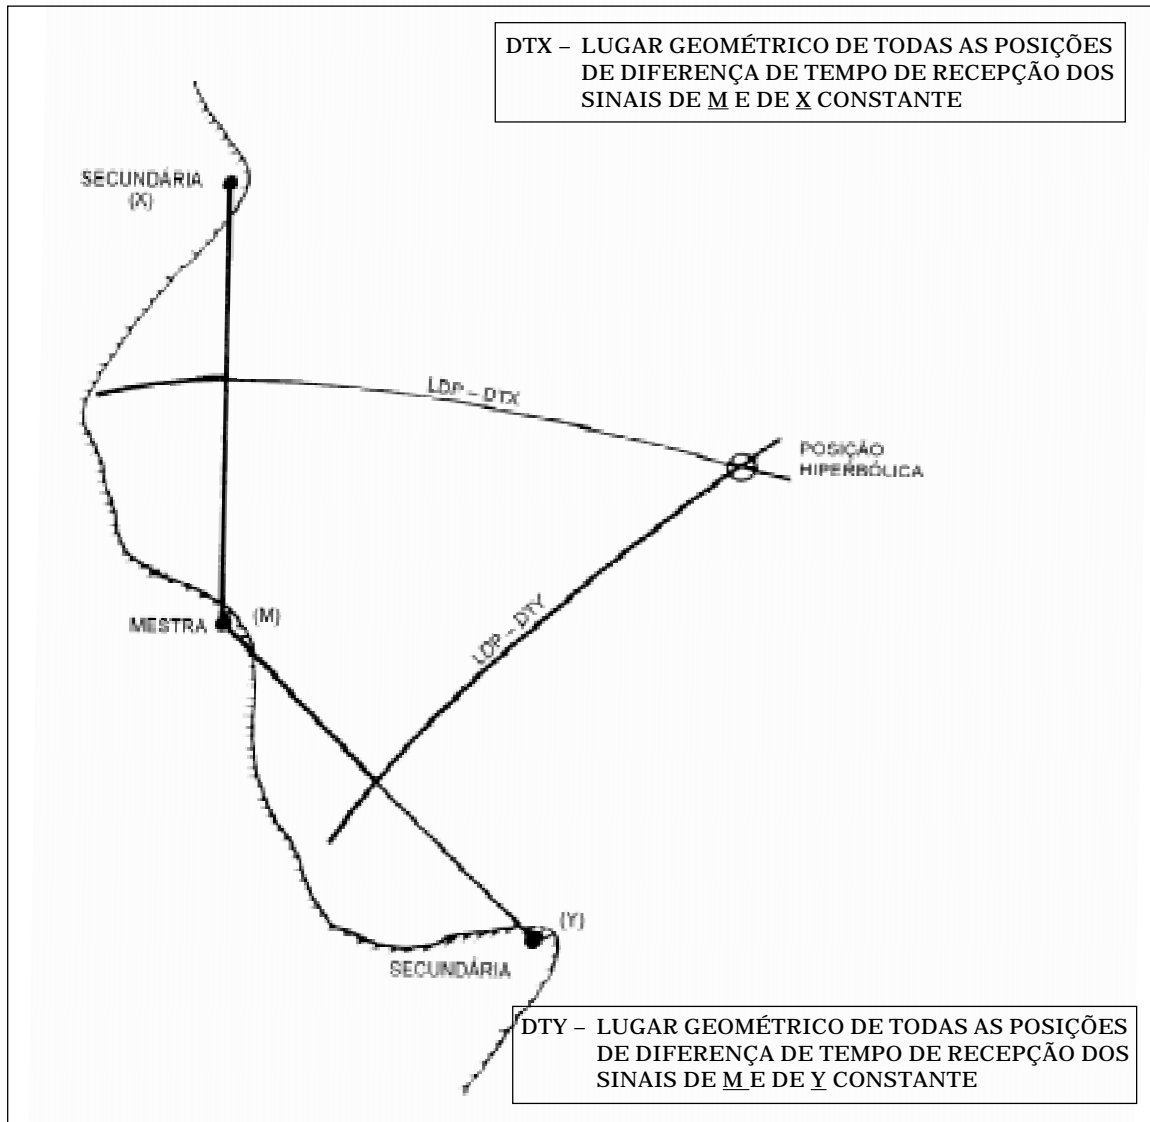 DTX – LUGAR GEOMÉTRICO DE TODAS AS POSIÇÕES
DE DIFERENÇA DE TEMPO DE RECEPÇÃO DOS
SINAIS DE M E DE X CONSTANTE
SECUNDÁRIA
(X)
LDP – DTX
POSIÇÃO
HIPERBÓLICA
(M)
MESTRA
LDP – DTY
(Y)
SECUNDÁRIA
DTY – LUGAR GEOMÉTRICO DE TODAS AS POSIÇÕES
DE DIFERENÇA DE TEMPO DE RECEPÇÃO DOS
SINAIS DE M E DE Y CONSTANTE